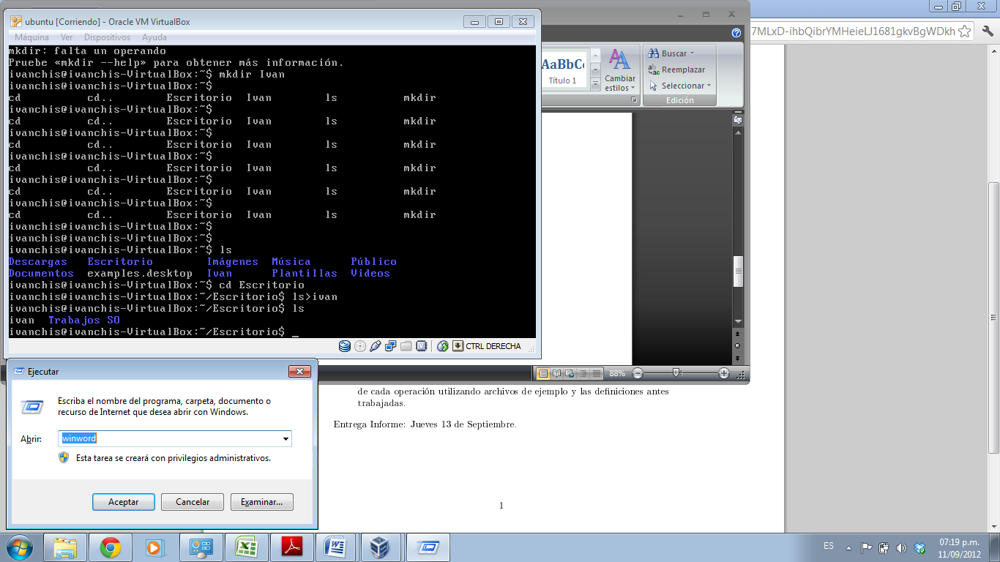 ubuntu [Corriendo] - Oracle VM VirtualBox
Máquina Ver Dispositivos Ayuda
mkdir: falta un operando
Pruebe «mkdir --help» para obtener más información.
ivanchis@ivanchis-VirtualBox:~$ mkdir Ivan
ivanchis@ivanchis-VirtualBox:~$
cd cd.. Escritorio Ivan ls mkdir
ivanchis@ivanchis-VirtualBox:~$
cd cd.. Escritorio Ivan ls mkdir
ivanchis@ivanchis-VirtualBox:~$
cd cd.. Escritorio Ivan ls mkdir
ivanchis@ivanchis-VirtualBox:~$
cd cd.. Escritorio Ivan ls mkdir
ivanchis@ivanchis-VirtualBox:~$
cd cd.. Escritorio Ivan ls mkdir
ivanchis@ivanchis-VirtualBox:~$
cd cd.. Escritorio Ivan ls mkdir
ivanchis@ivanchis-VirtualBox:~$
ivanchis@ivanchis-VirtualBox:~$
ivanchis@ivanchis-VirtualBox:~$ ls
Descargas Escritorio Imágenes Música Público
Documentos examples.desktop Ivan Plantillas Videos
ivanchis@ivanchis-VirtualBox:~$ cd Escritorio
ivanchis@ivanchis-VirtualBox:~/Escritorio$ ls>ivan
ivanchis@ivanchis-VirtualBox:~/Escritorio$ ls
ivan Trabajos SO
ivanchis@ivanchis-VirtualBox:~/Escritorio$ _
CTRL DERECHA
7MLxD-ihbQibrYMHeieLJ1681gkvBgWDkh
AaBbC
Título 1
Cambiar
estilos
Buscar
Reemplazar
Seleccionar
Edición
88%
Ejecutar
Escriba el nombre del programa, carpeta, documento o
recurso de Internet que desea abrir con Windows.
Abrir: winword
Esta tarea se creará con privilegios administrativos.
Aceptar Cancelar Examinar...
de cada operación utilizando archivos de ejemplo y las definiciones antes
trabajadas.
Entrega Informe: Jueves 13 de Septiembre.
1
ES
07:19 p.m.
11/09/2012